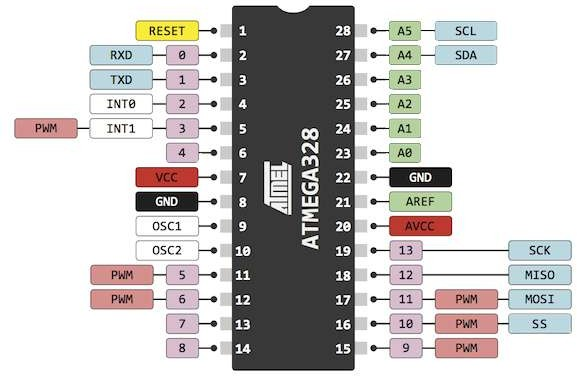 RESET 1 28 A5 SCL
RXD 0 2 27 A4 SDA
TXD 1 3 26 A3
INT0 2 4 25 A2
PWM INT1 3 5 24 A1
4 6 23 A0
VCC 7 22 GND
GND 8 21 AREF
OSC1 9 20 AVCC
OSC2 10 19 13 SCK
PWM 5 11 18 12 MISO
PWM 6 12 17 11 PWM MOSI
7 13 16 10 PWM SS
8 14 15 9 PWM
ATMEL
ATMEGA328